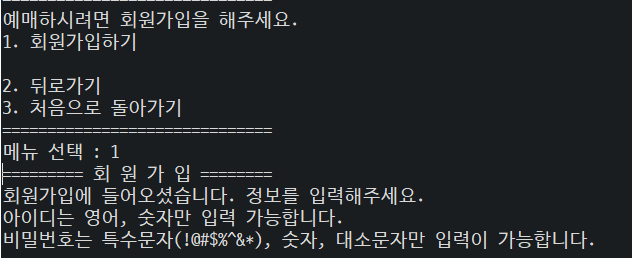 ==============================
예매하시려면 회원가입을 해주세요.
1. 회원가입하기
2. 뒤로가기
3. 처음으로 돌아가기
==============================
메뉴 선택 : 1
========= 회 원 가 입 ========
회원가입에 들어오셨습니다. 정보를 입력해주세요.
아이디는 영어, 숫자만 입력 가능합니다.
비밀번호는 특수문자(!@#$%^&*), 숫자, 대소문자만 입력이 가능합니다.